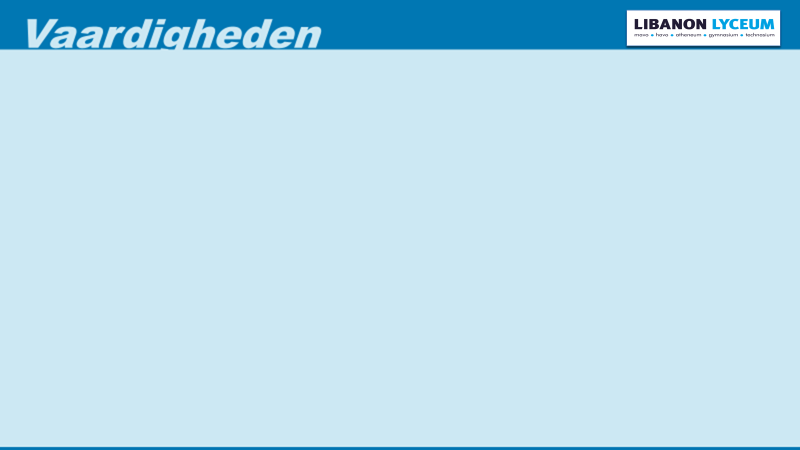 Vaardigheden
LIBANON LYCEUM
mavo • havo • atheneum • gymnasium • technasium